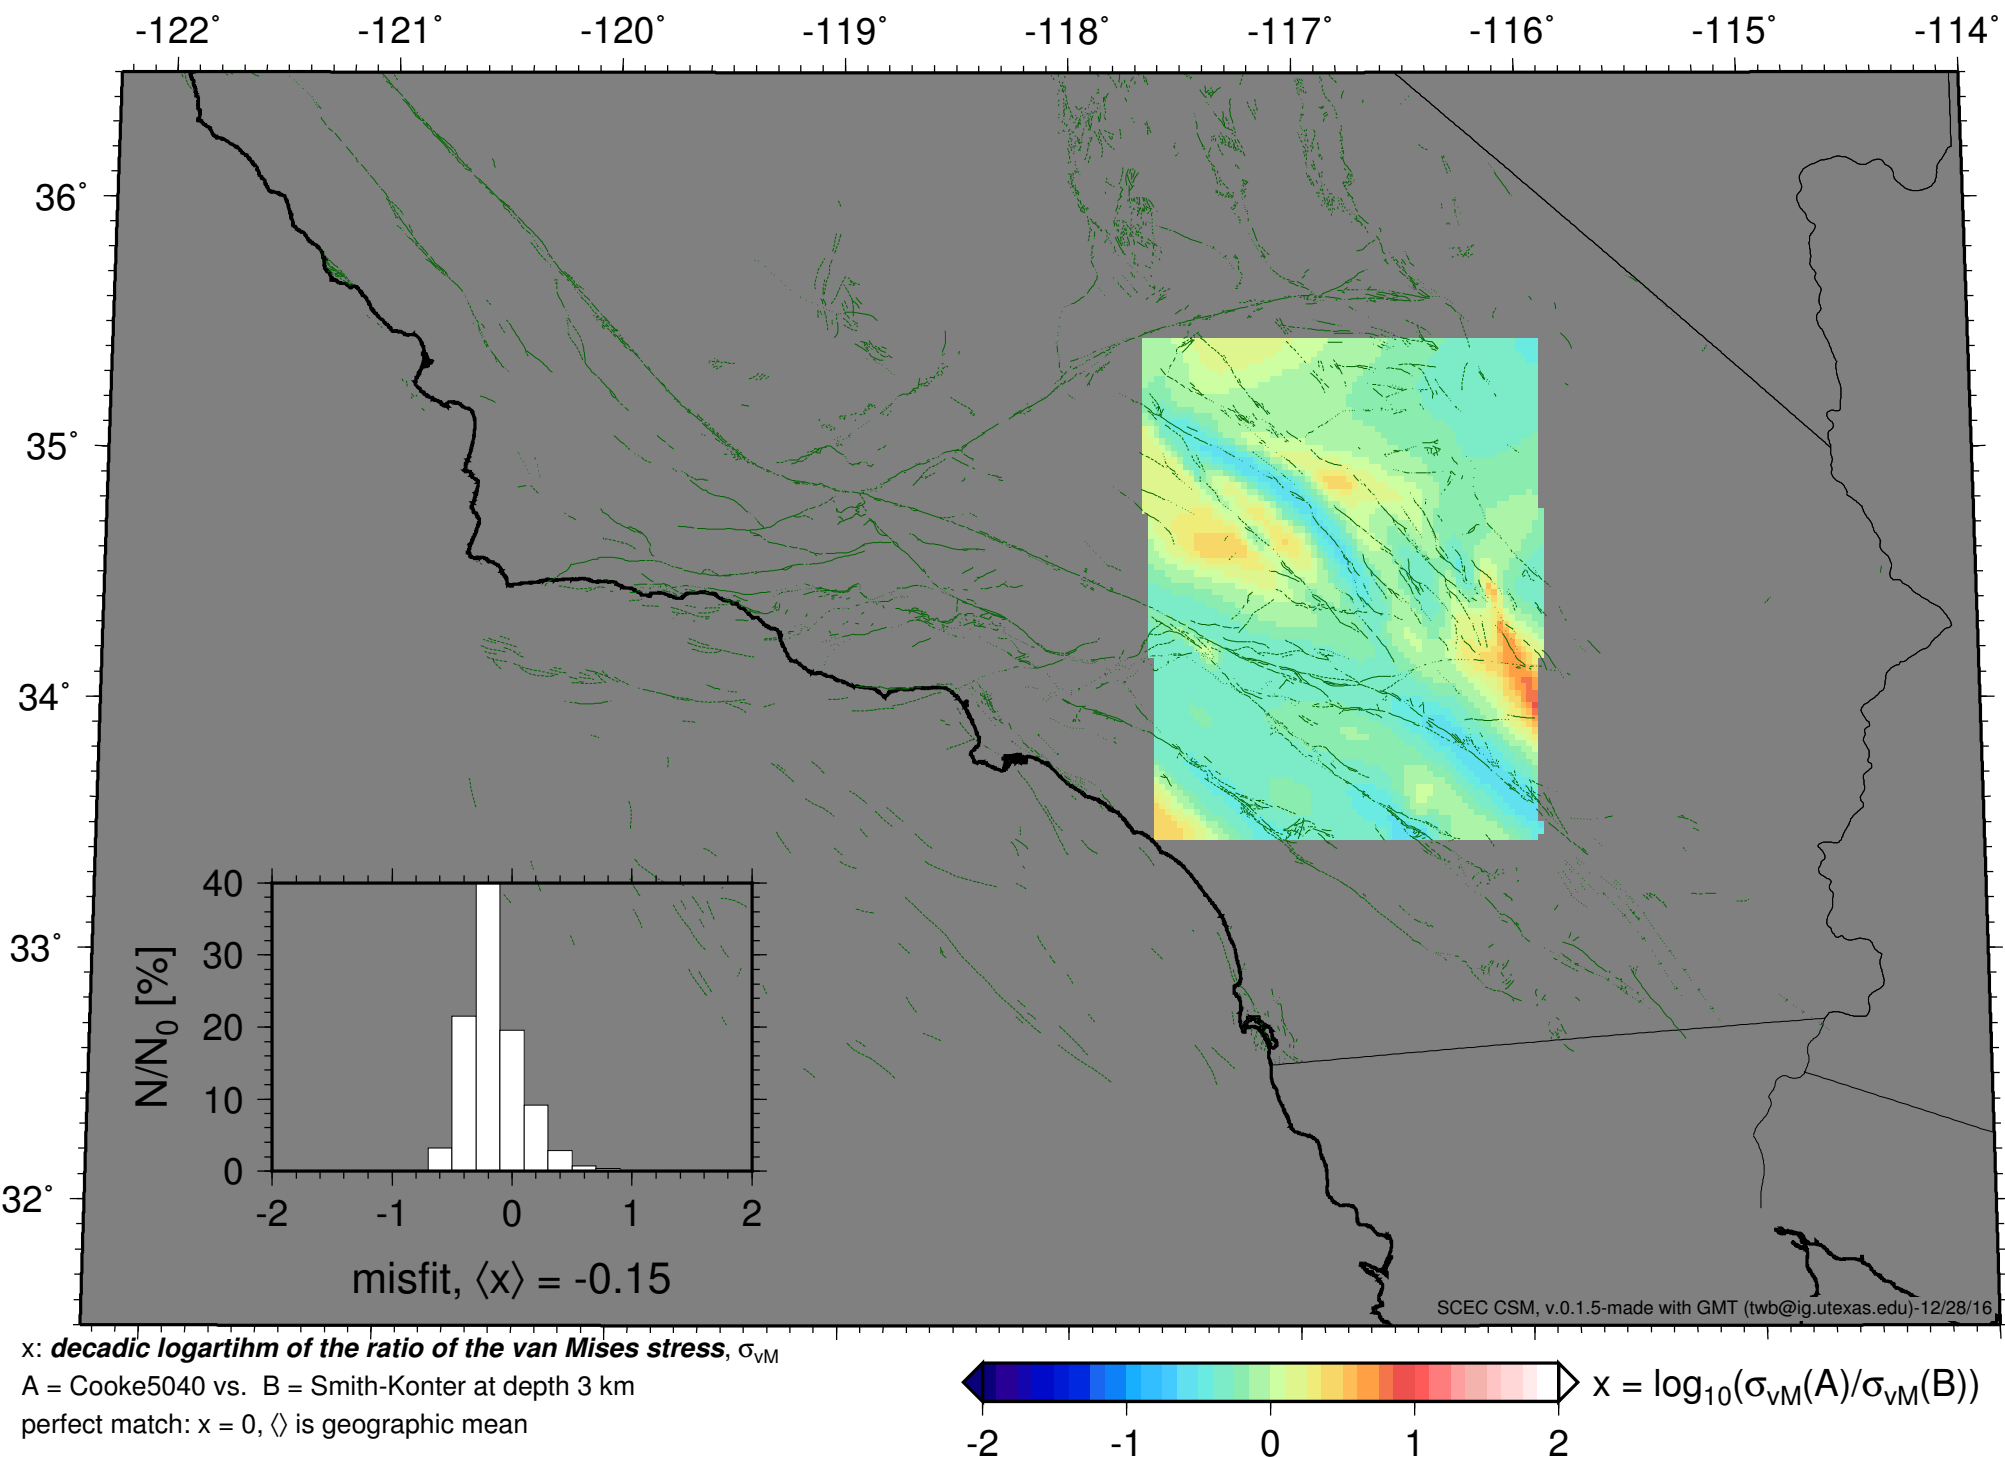 -122˚ -121˚ -120˚ -119˚ -118˚ -117˚ -116˚ -115˚ -114˚
36˚
35˚
34˚
33˚
32˚
40
30
20
10
0
N/N0 [%]
-2 -1 0 1 2
misfit, ⟨x⟩ = -0.15
SCEC CSM, v.0.1.5-made with GMT (twb@ig.utexas.edu)-12/28/16
x: decadic logartihm of the ratio of the van Mises stress, σvM
A = Cooke5040 vs. B = Smith-Konter at depth 3 km
perfect match: x = 0, ⟨⟩ is geographic mean
x = log10(σvM(A)/σvM(B))
-2 -1 0 1 2